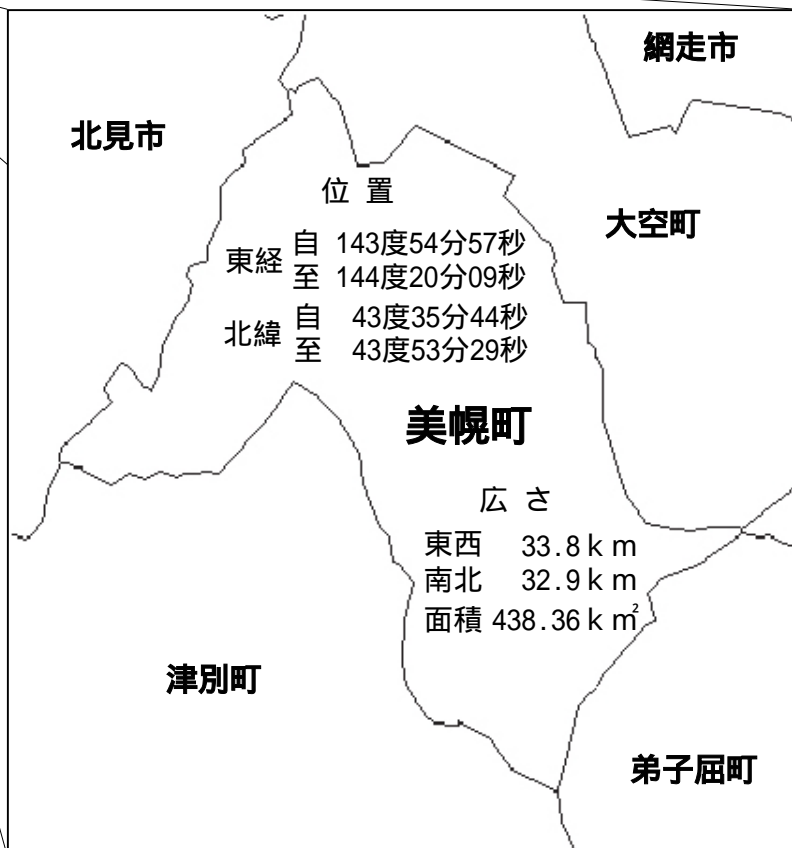 網走市
北見市
大空町
位 置
東経 自 143度54分57秒
至 144度20分09秒
北緯 自 43度35分44秒
至 43度53分29秒
美幌町
広 さ
東西 33.8km
南北 32.9km
面積 438.36km²
津別町
弟子屈町